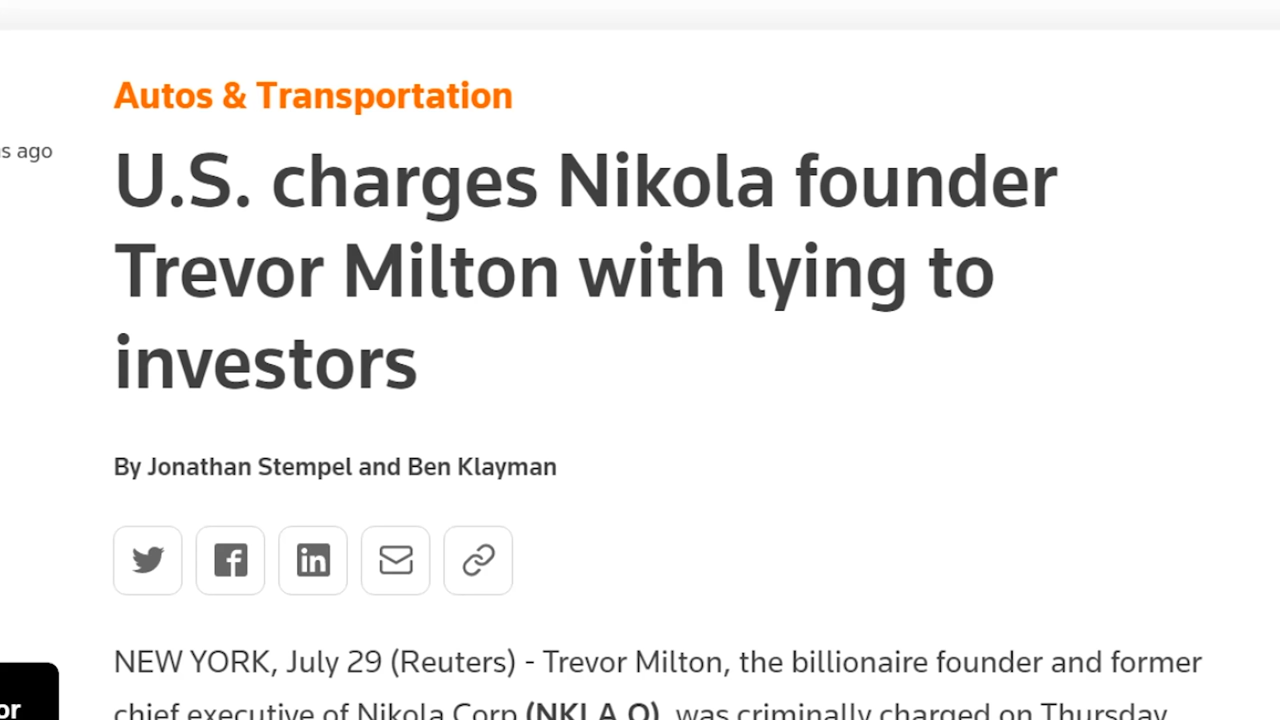 Autos & Transportation
s ago
U.S. charges Nikola founder
Trevor Milton with lying to
investors
By Jonathan Stempel and Ben Klayman
NEW YORK, July 29 (Reuters) - Trevor Milton, the billionaire founder and former
or
chief executive of Nikola Corp (NKLA.O), was criminally charged on Thursday